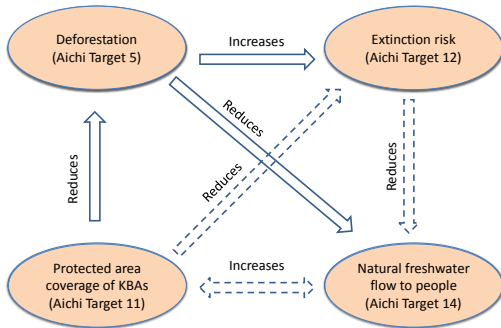 Deforestation
(Aichi Target 5)
Increases
Extinction risk
(Aichi Target 12)
Reduces
Reduces
Reduces
Reduces
Protected area
coverage of KBAs
(Aichi Target 11)
Increases
Natural freshwater
flow to people
(Aichi Target 14)